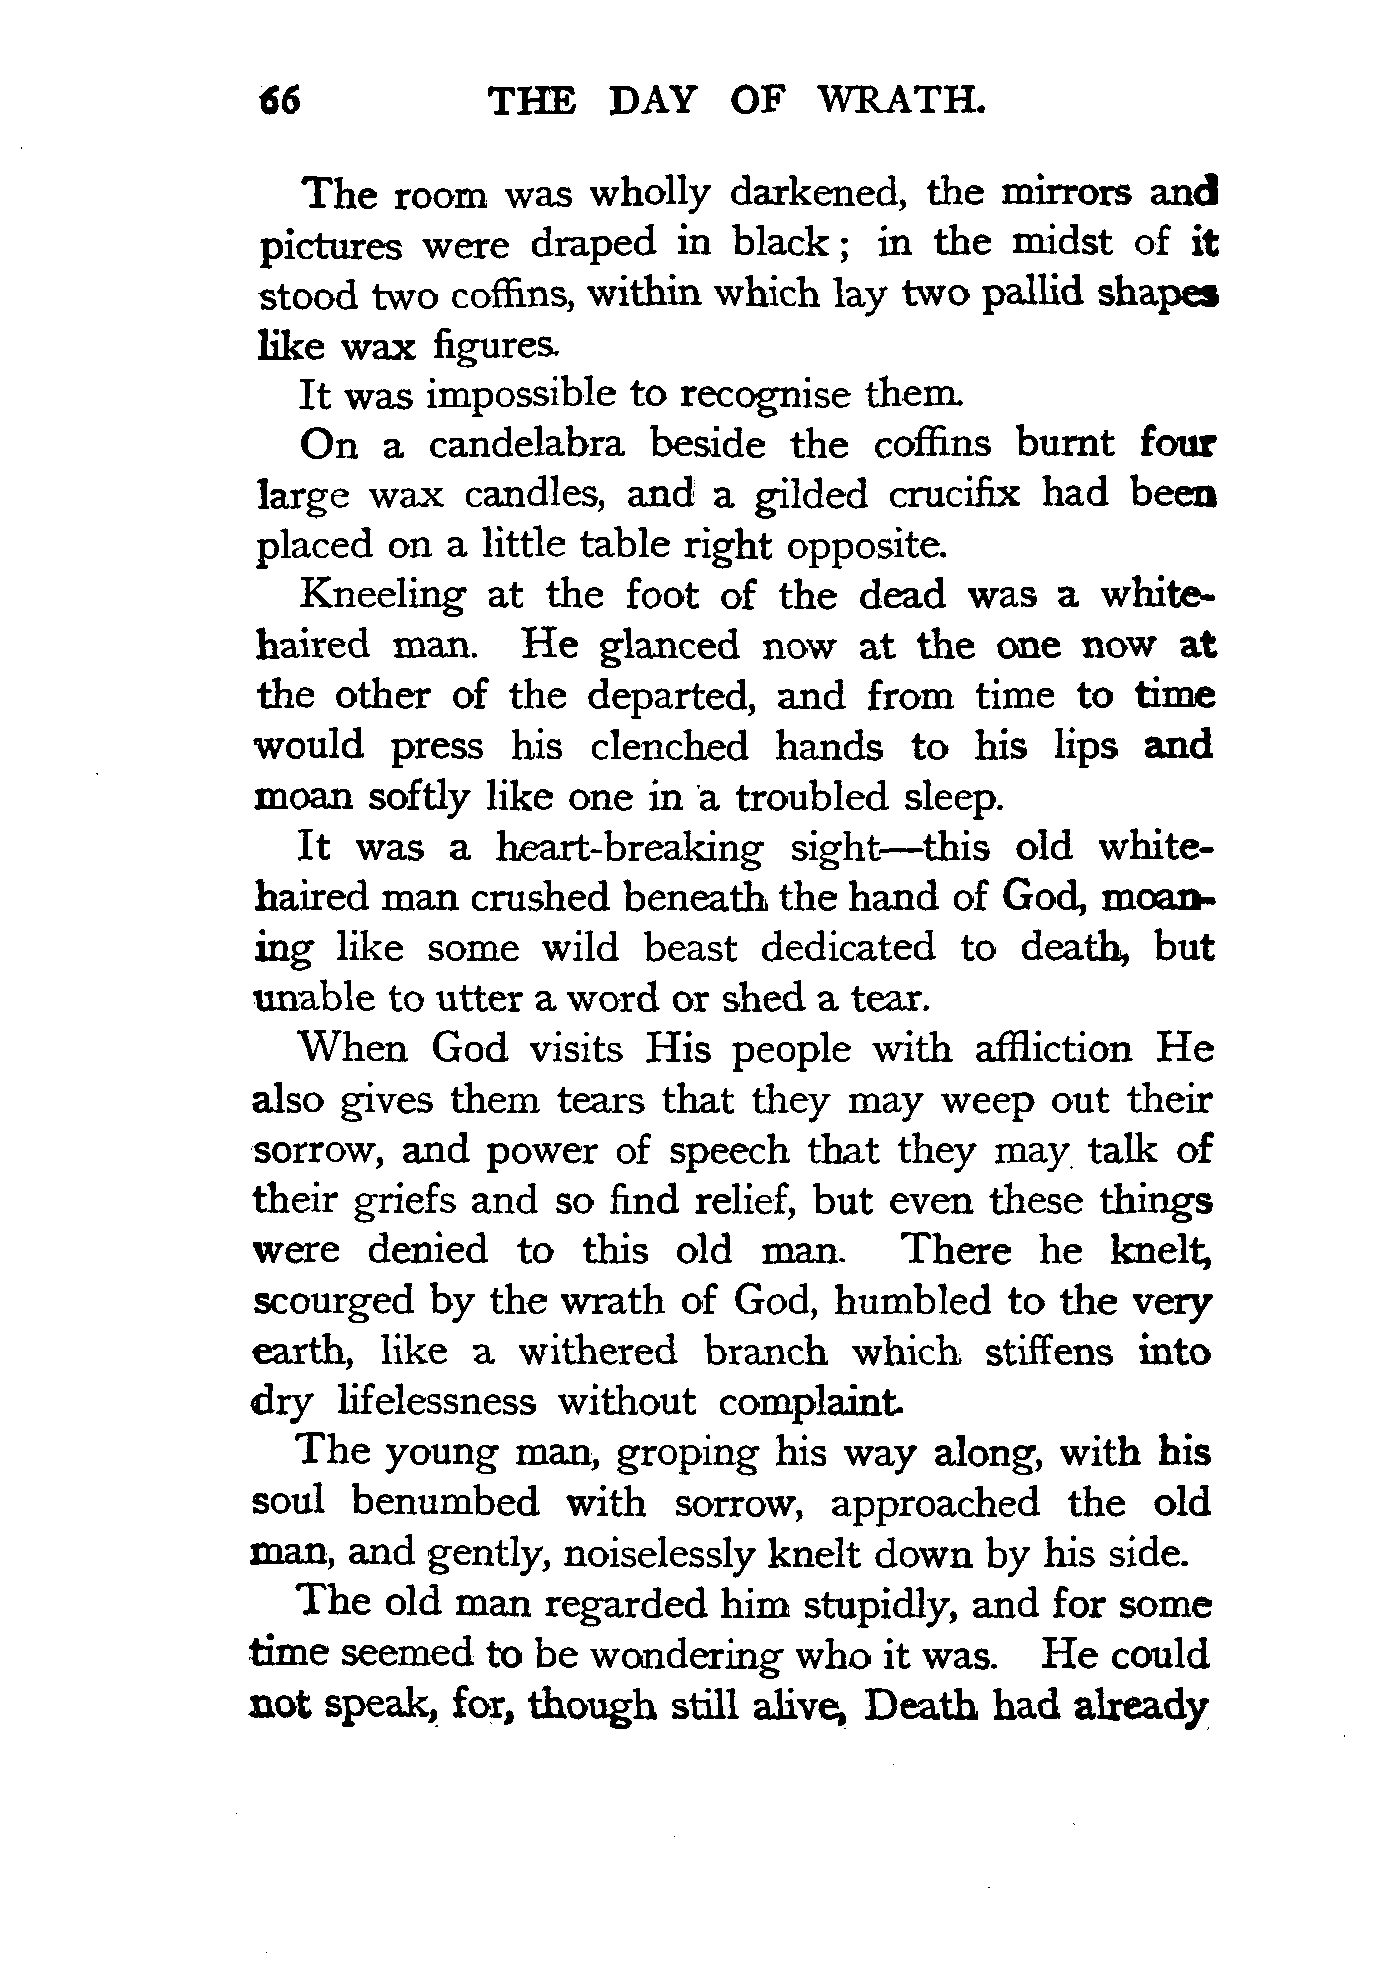 66 THE DAY OF WRATH.
The room was wholly darkened, the mirrors and
pictures were draped in black; in the midst of it
stood two coffins, within which lay two pallid shapes
like wax figures.
It was impossible to recognise them.
On a candelabra beside the coffins burnt four
large wax candles, and a gilded crucifix had been
placed on a little table right opposite.
Kneeling at the foot of the dead was a white-
haired man. He glanced now at the one now at
the other of the departed, and from time to time
would press his clenched hands to his lips and
moan softly like one in a troubled sleep.
It was a heart-breaking sight—this old white-
haired man crushed beneath the hand of God, moan-
ing like some wild beast dedicated to death, but
unable to utter a word or shed a tear.
When God visits His people with affliction He
also gives them tears that they may weep out their
sorrow, and power of speech that they may talk of
their griefs and so find relief, but even these things
were denied to this old man. There he knelt,
scourged by the wrath of God, humbled to the very
earth, like a withered branch which stiffens into
dry lifelessness without complaint.
The young man, groping his way along, with his
soul benumbed with sorrow, approached the old
man, and gently, noiselessly knelt down by his side.
The old man regarded him stupidly, and for some
time seemed to be wondering who it was. He could
not speak, for, though still alive, Death had already